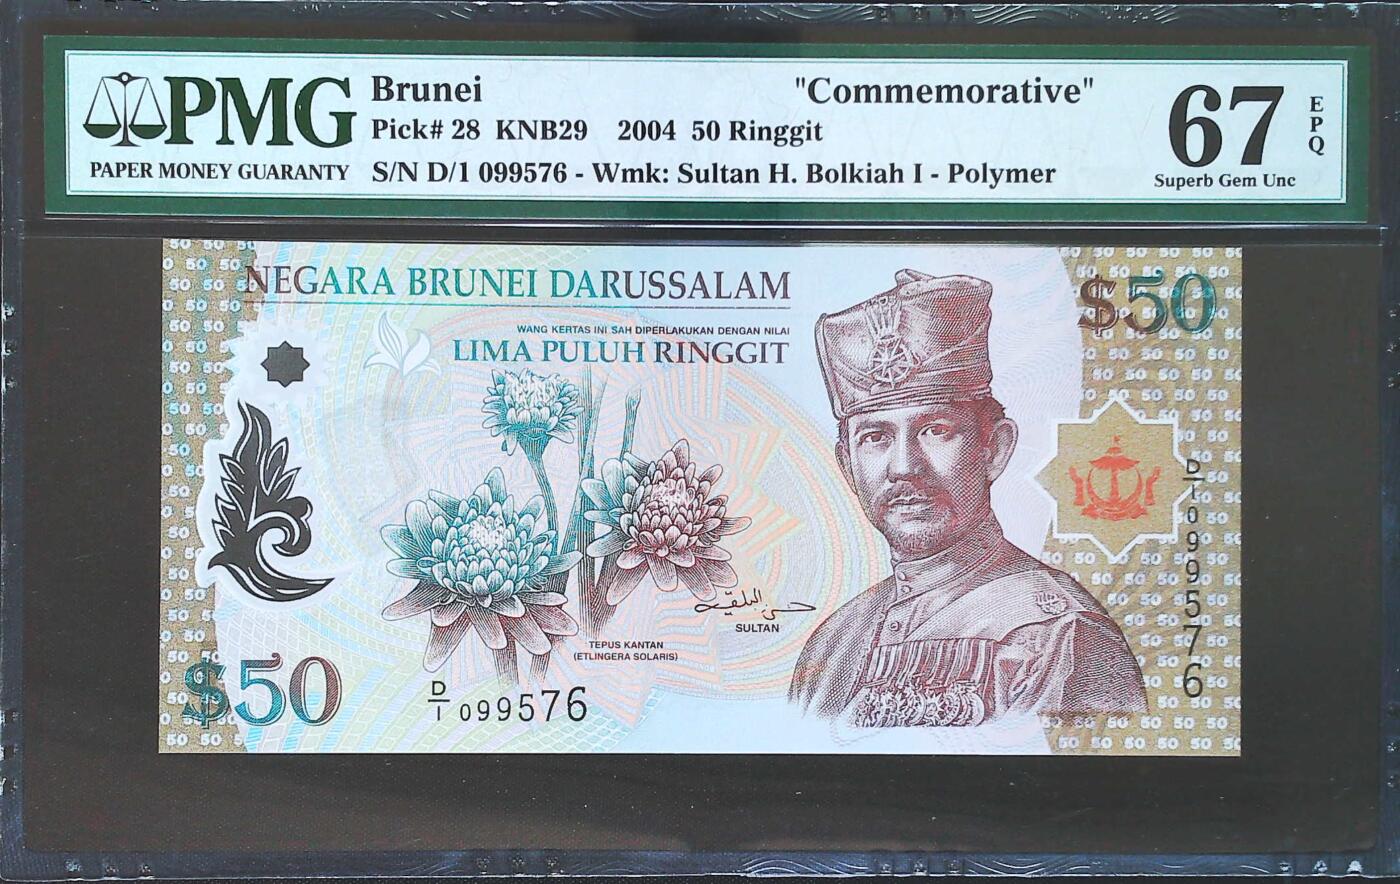 PMG
PAPER MONEY GUARANTY
Brunei "Commemorative"
Pick# 28 KNB29 2004 50 Ringgit
S/N D/1 099576 - Wmk: Sultan H. Bolkiah I - Polymer
67
EPQ
Superb Gem Unc
NEGARA BRUNEI DARUSSALAM
$50
WANG KERTAS INI SAH DIPERLAKUKAN DENGAN NILAI
LIMA PULUH RINGGIT
SULTAN
TEPUS KANTAN
(ETLINGERA SOLARIS)
$50
D/1 099576
D/1 099576